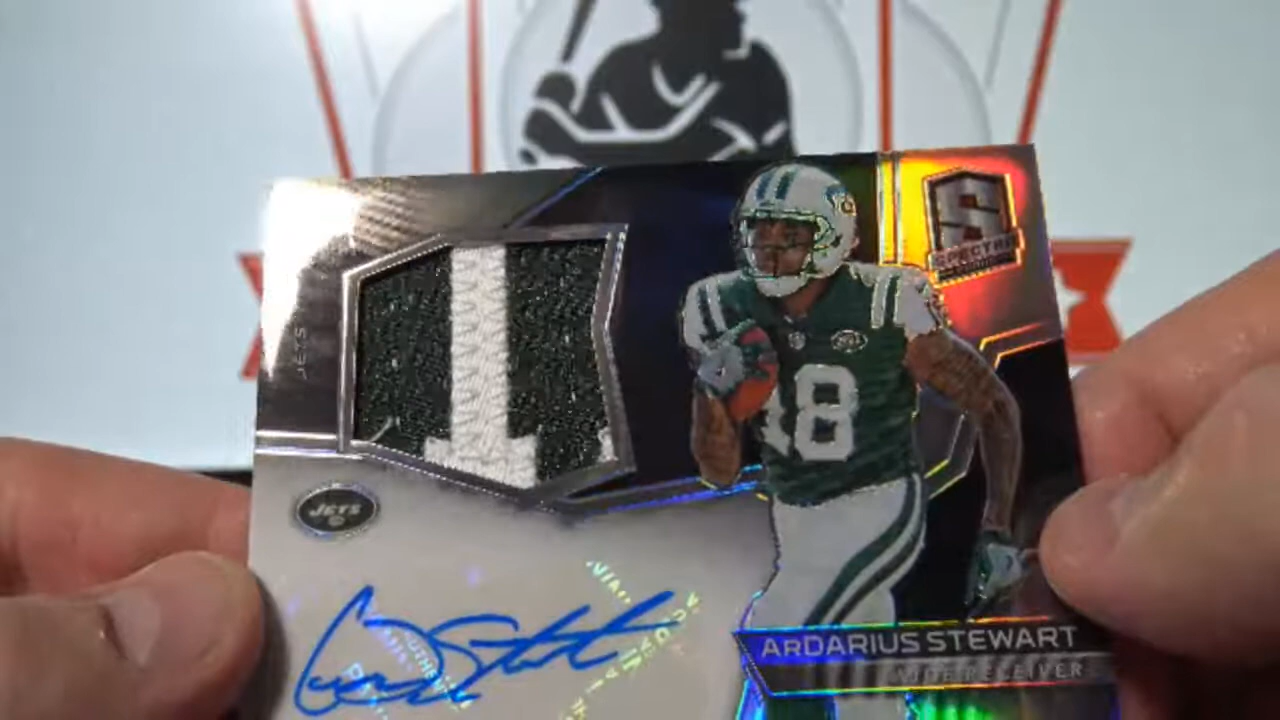 SPECTRA
JETS
18
JETS
ARDARIUS STEWART
WIDE RECEIVER